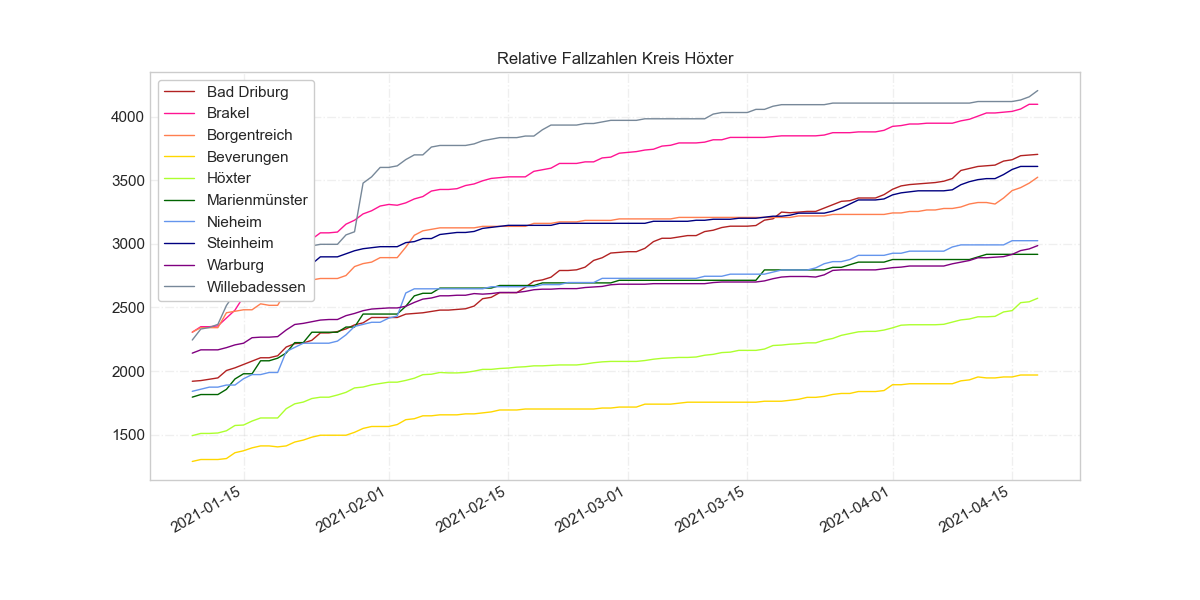 Relative Fallzahlen Kreis Höxter
Bad Driburg
Brakel
Borgentreich
Beverungen
Höxter
Marienmünster
Nieheim
Steinheim
Warburg
Willebadessen
4000
3500
3000
2500
2000
1500
2021-01-15
2021-02-01
2021-02-15
2021-03-01
2021-03-15
2021-04-01
2021-04-15